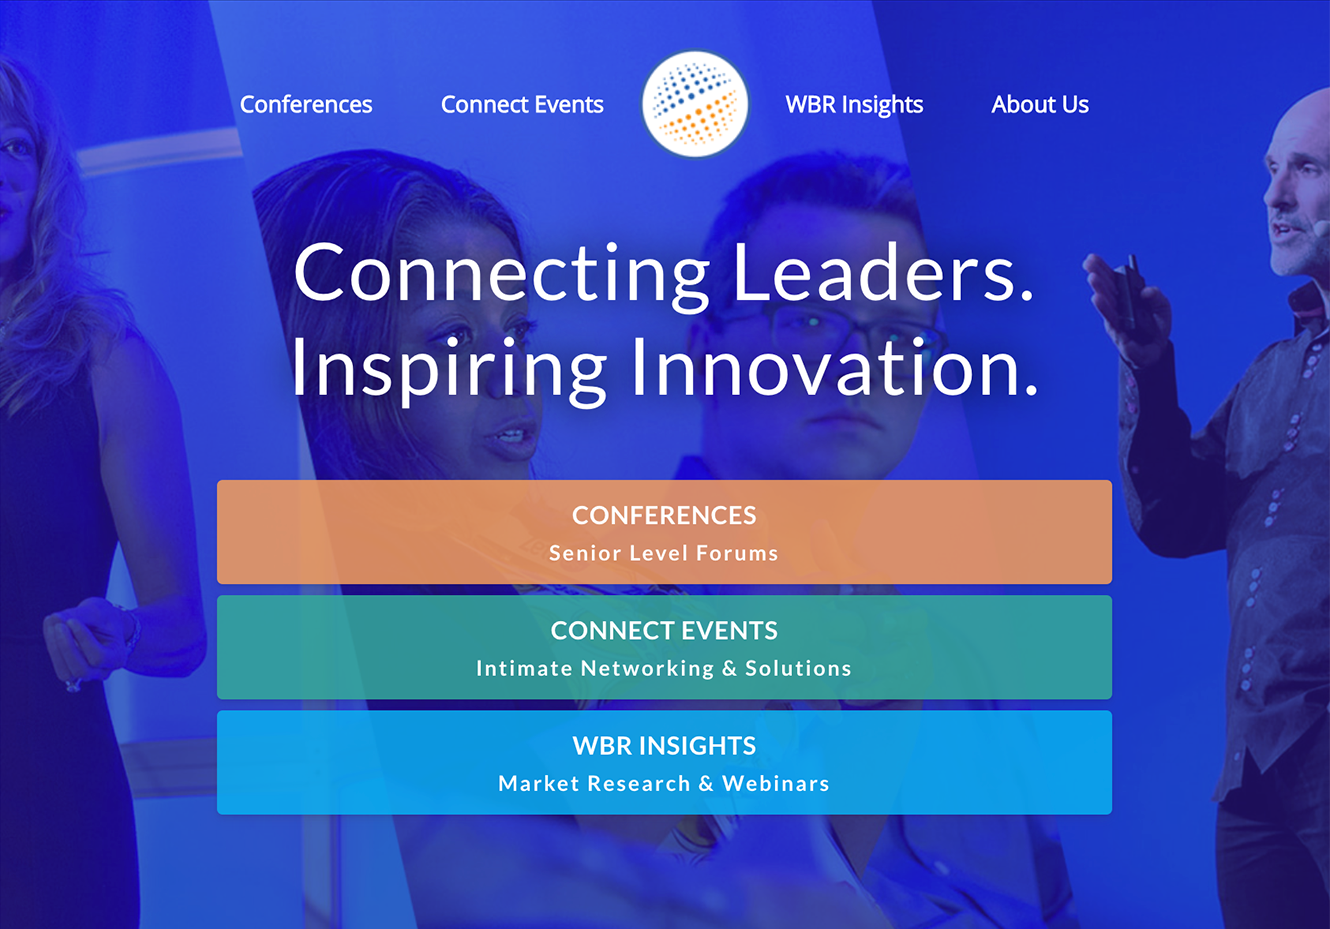 Conferences
Connect Events
WBR Insights
About Us
Connecting Leaders.
Inspiring Innovation.
CONFERENCES
Senior Level Forums
CONNECT EVENTS
Intimate Networking & Solutions
WBR INSIGHTS
Market Research & Webinars